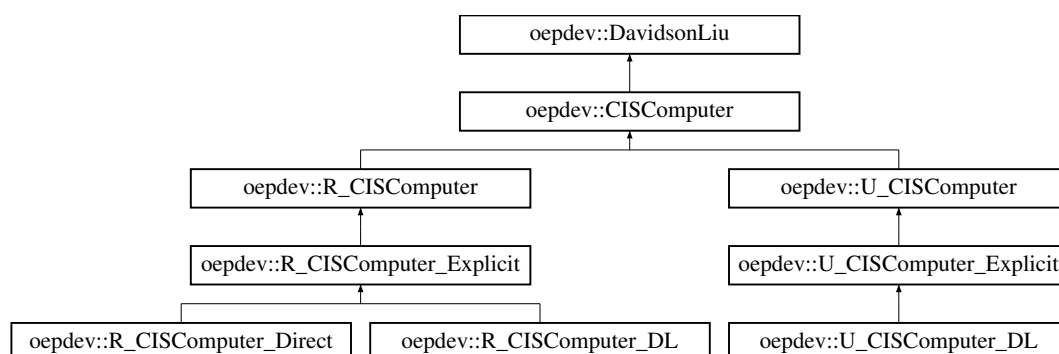 oepdev::DavidsonLiu
oepdev::CISComputer
oepdev::R_CISComputer oepdev::U_CISComputer
oepdev::R_CISComputer_Explicit oepdev::U_CISComputer_Explicit
oepdev::R_CISComputer_Direct oepdev::R_CISComputer_DL oepdev::U_CISComputer_DL